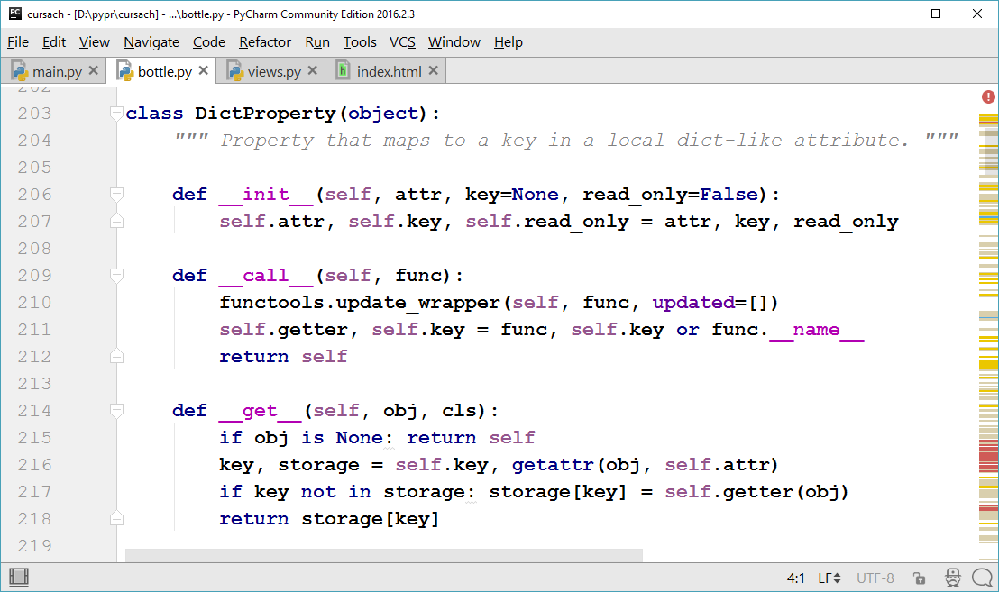 cursach - [D:\pypr\cursach] - ...\bottle.py - PyCharm Community Edition 2016.2.3
File Edit View Navigate Code Refactor Run Tools VCS Window Help
main.py bottle.py views.py index.html
202
203 class DictProperty(object):
204 """ Property that maps to a key in a local dict-like attribute. """
205
206 def __init__(self, attr, key=None, read_only=False):
207 self.attr, self.key, self.read_only = attr, key, read_only
208
209 def __call__(self, func):
210 functools.update_wrapper(self, func, updated=[])
211 self.getter, self.key = func, self.key or func.__name__
212 return self
213
214 def __get__(self, obj, cls):
215 if obj is None: return self
216 key, storage = self.key, getattr(obj, self.attr)
217 if key not in storage: storage[key] = self.getter(obj)
218 return storage[key]
219
4:1 LF UTF-8